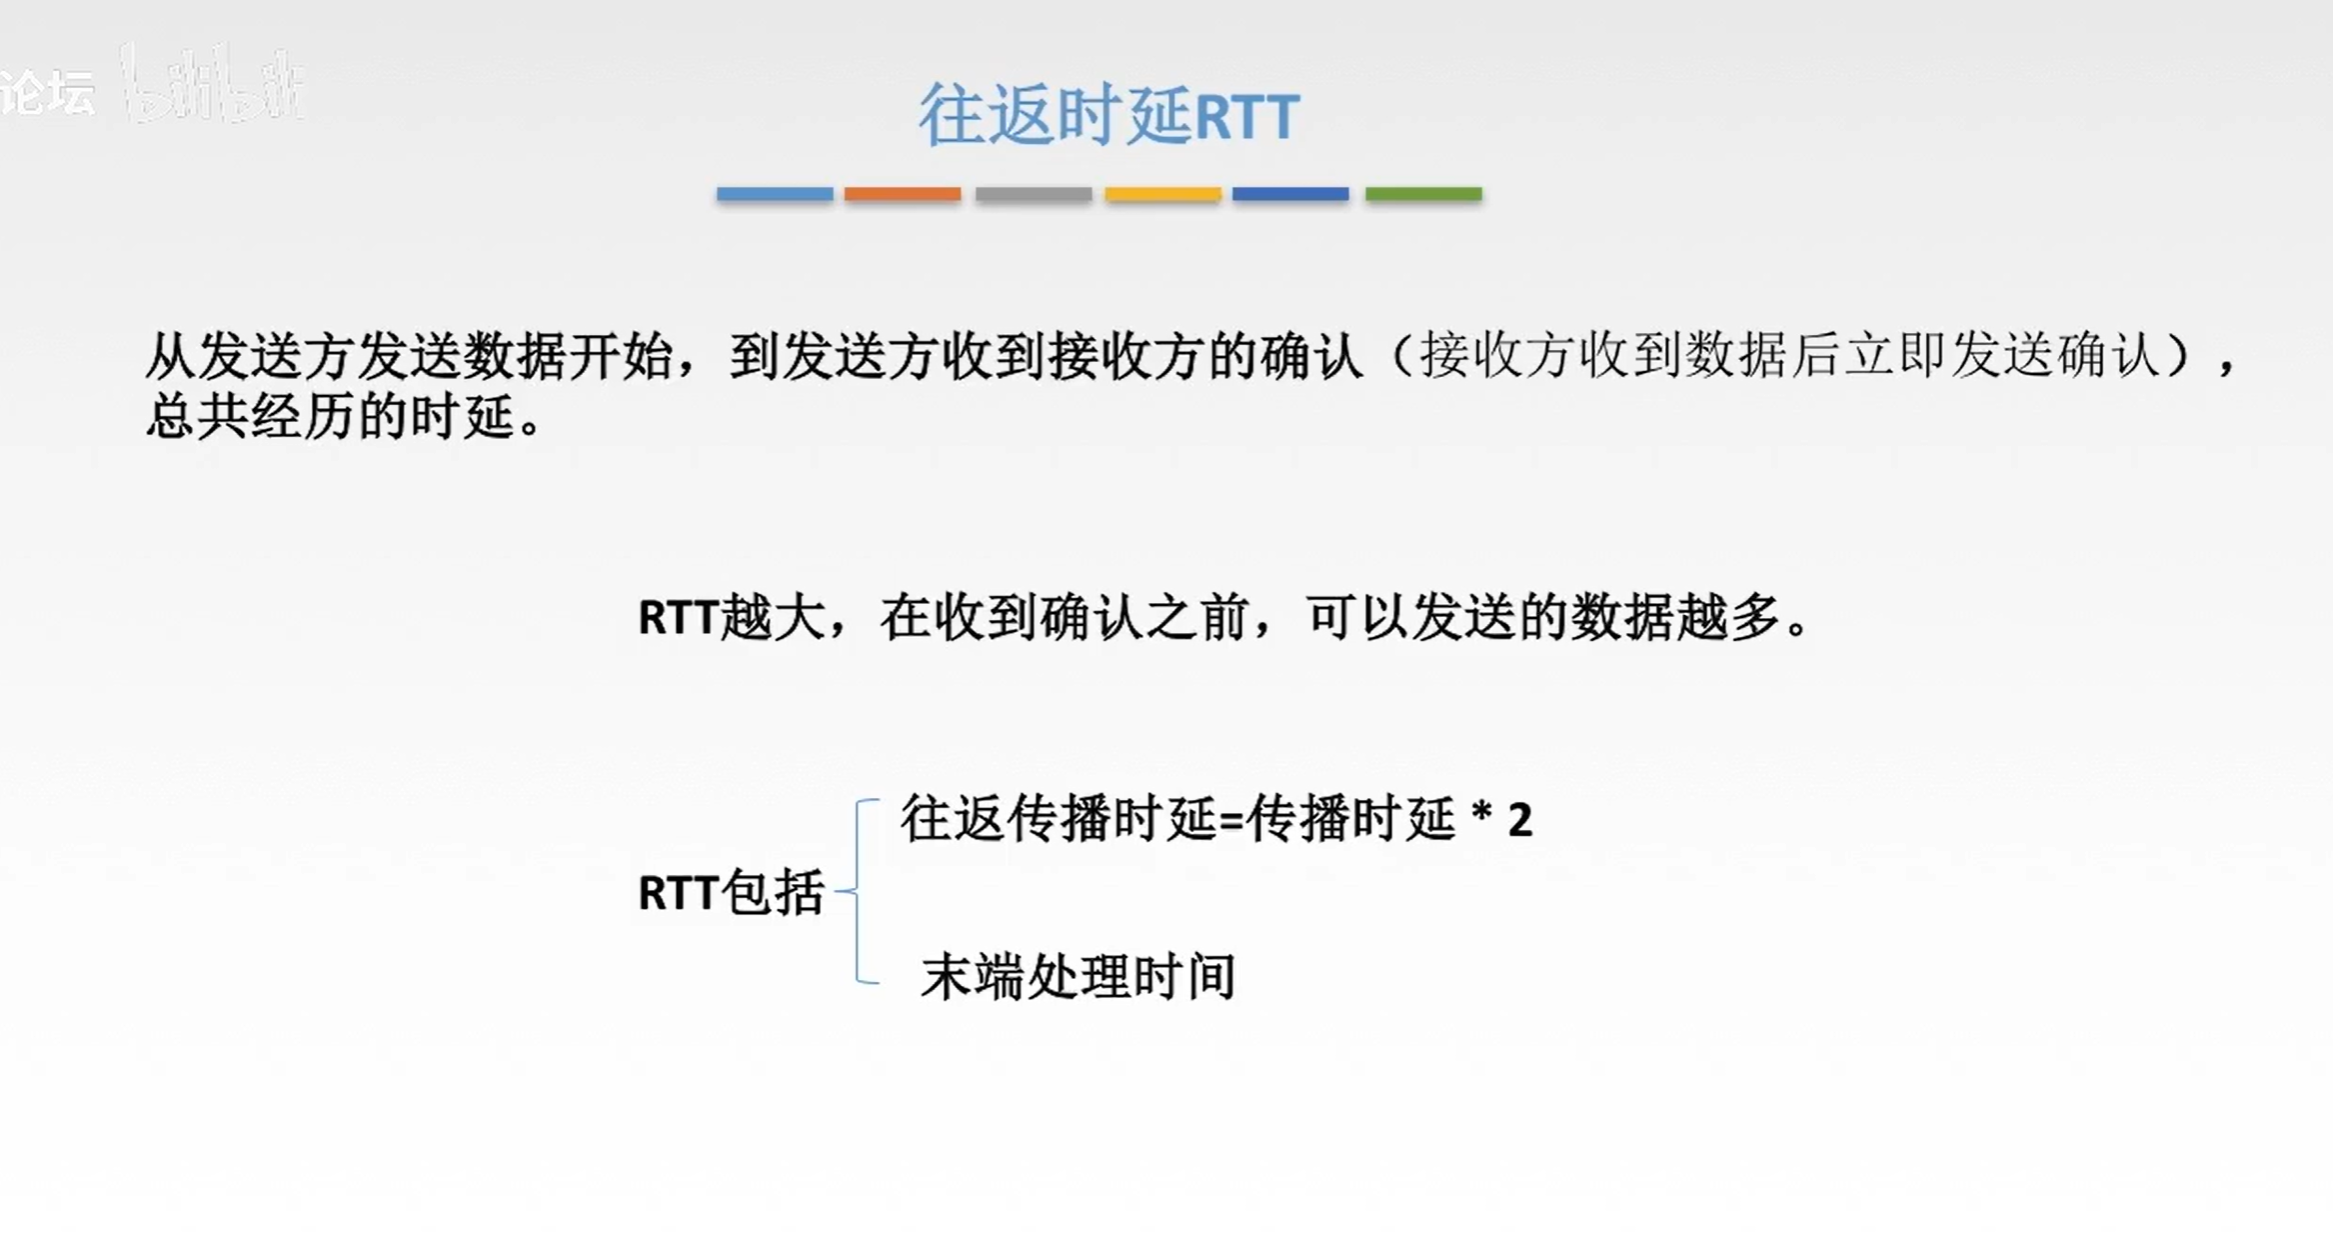 论坛 bilibili
往返时延RTT
从发送方发送数据开始，到发送方收到接收方的确认（接收方收到数据后立即发送确认），
总共经历的时延。
RTT越大，在收到确认之前，可以发送的数据越多。
往返传播时延=传播时延 * 2
RTT包括
末端处理时间